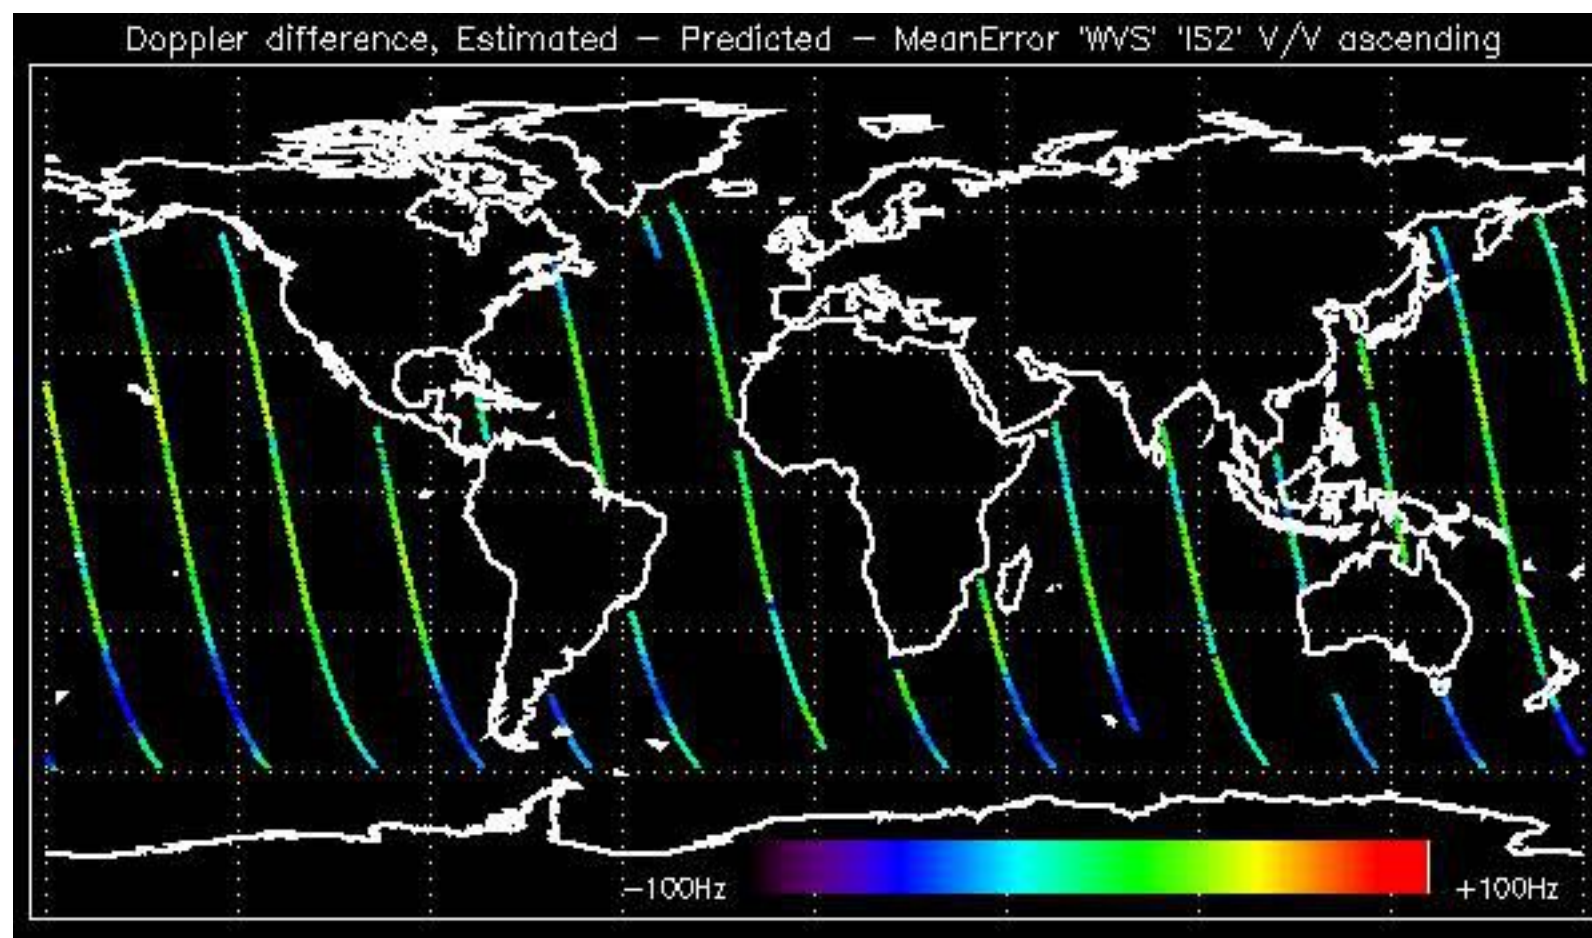 Doppler difference, Estimated – Predicted – MeanError 'WVS' 'IS2' V/V ascending
–100Hz +100Hz